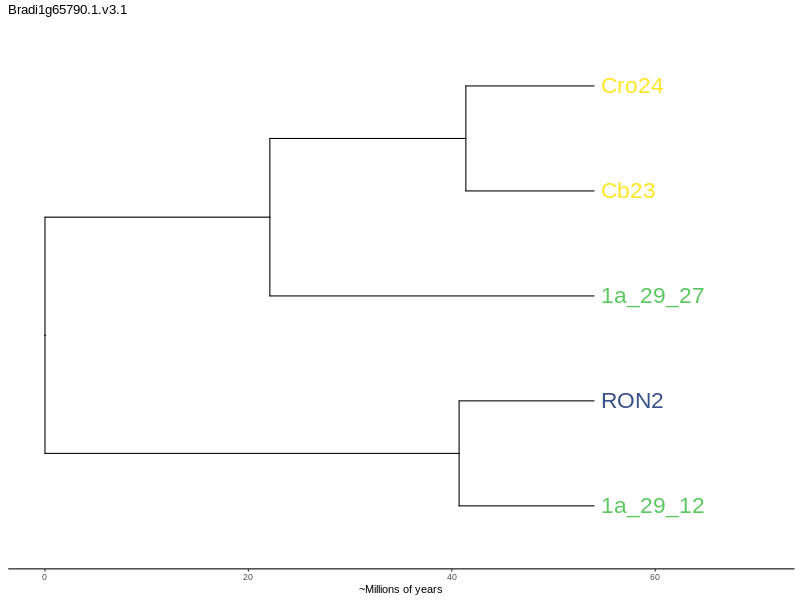 Bradi1g65790.1.v3.1
Cro24
Cb23
1a_29_27
RON2
1a_29_12
0 20 40 60
~Millions of years